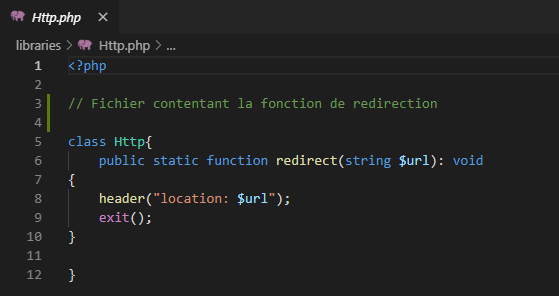 Http.php ×
libraries > Http.php > ...
1 <?php
2
3 // Fichier contentant la fonction de redirection
4
5 class Http{
6     public static function redirect(string $url): void
7 {
8     header("location: $url");
9     exit();
10 }
11
12 }